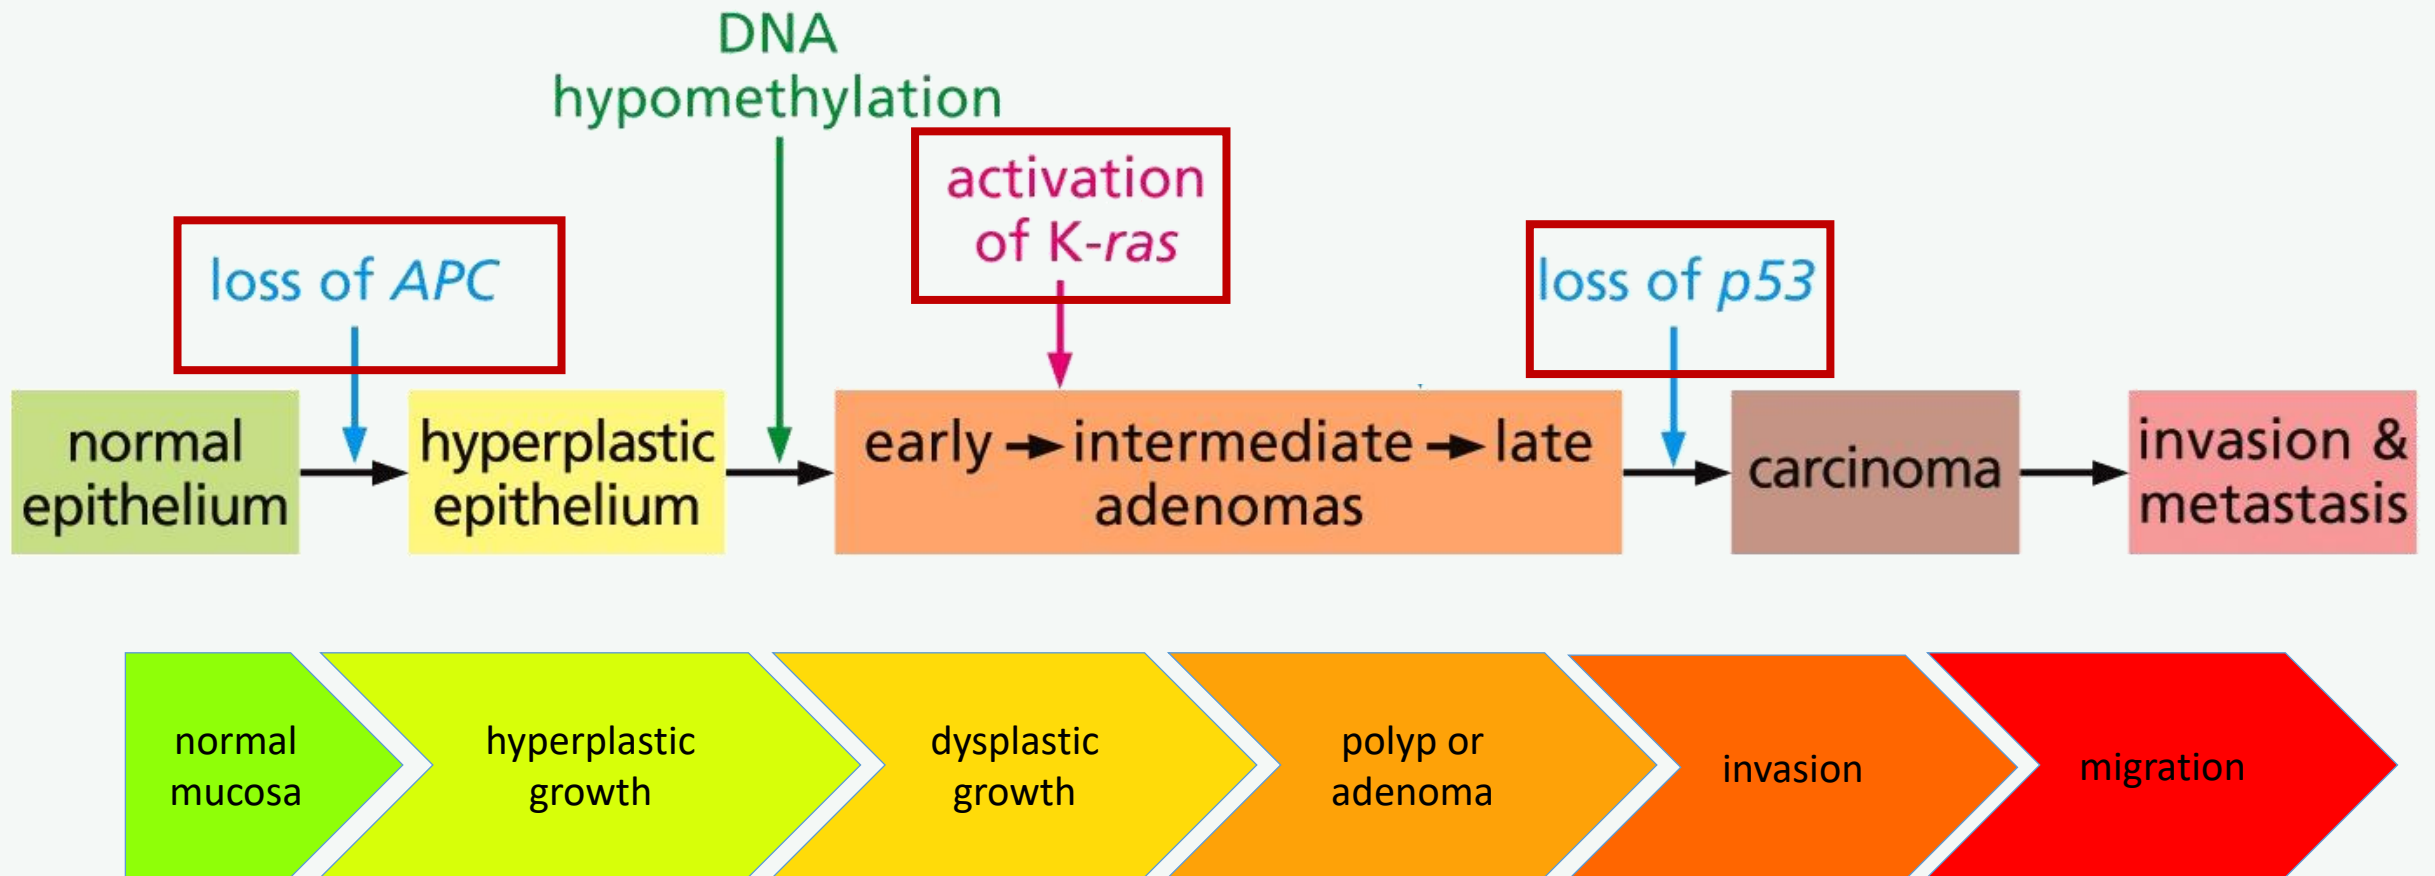 DNA
hypomethylation
activation
of K-ras
loss of APC
loss of p53
normal
epithelium
hyperplastic
epithelium
early intermediate late
adenomas
carcinoma
invasion &
metastasis
normal
mucosa
hyperplastic
growth
dysplastic
growth
polyp or
adenoma
invasion
migration